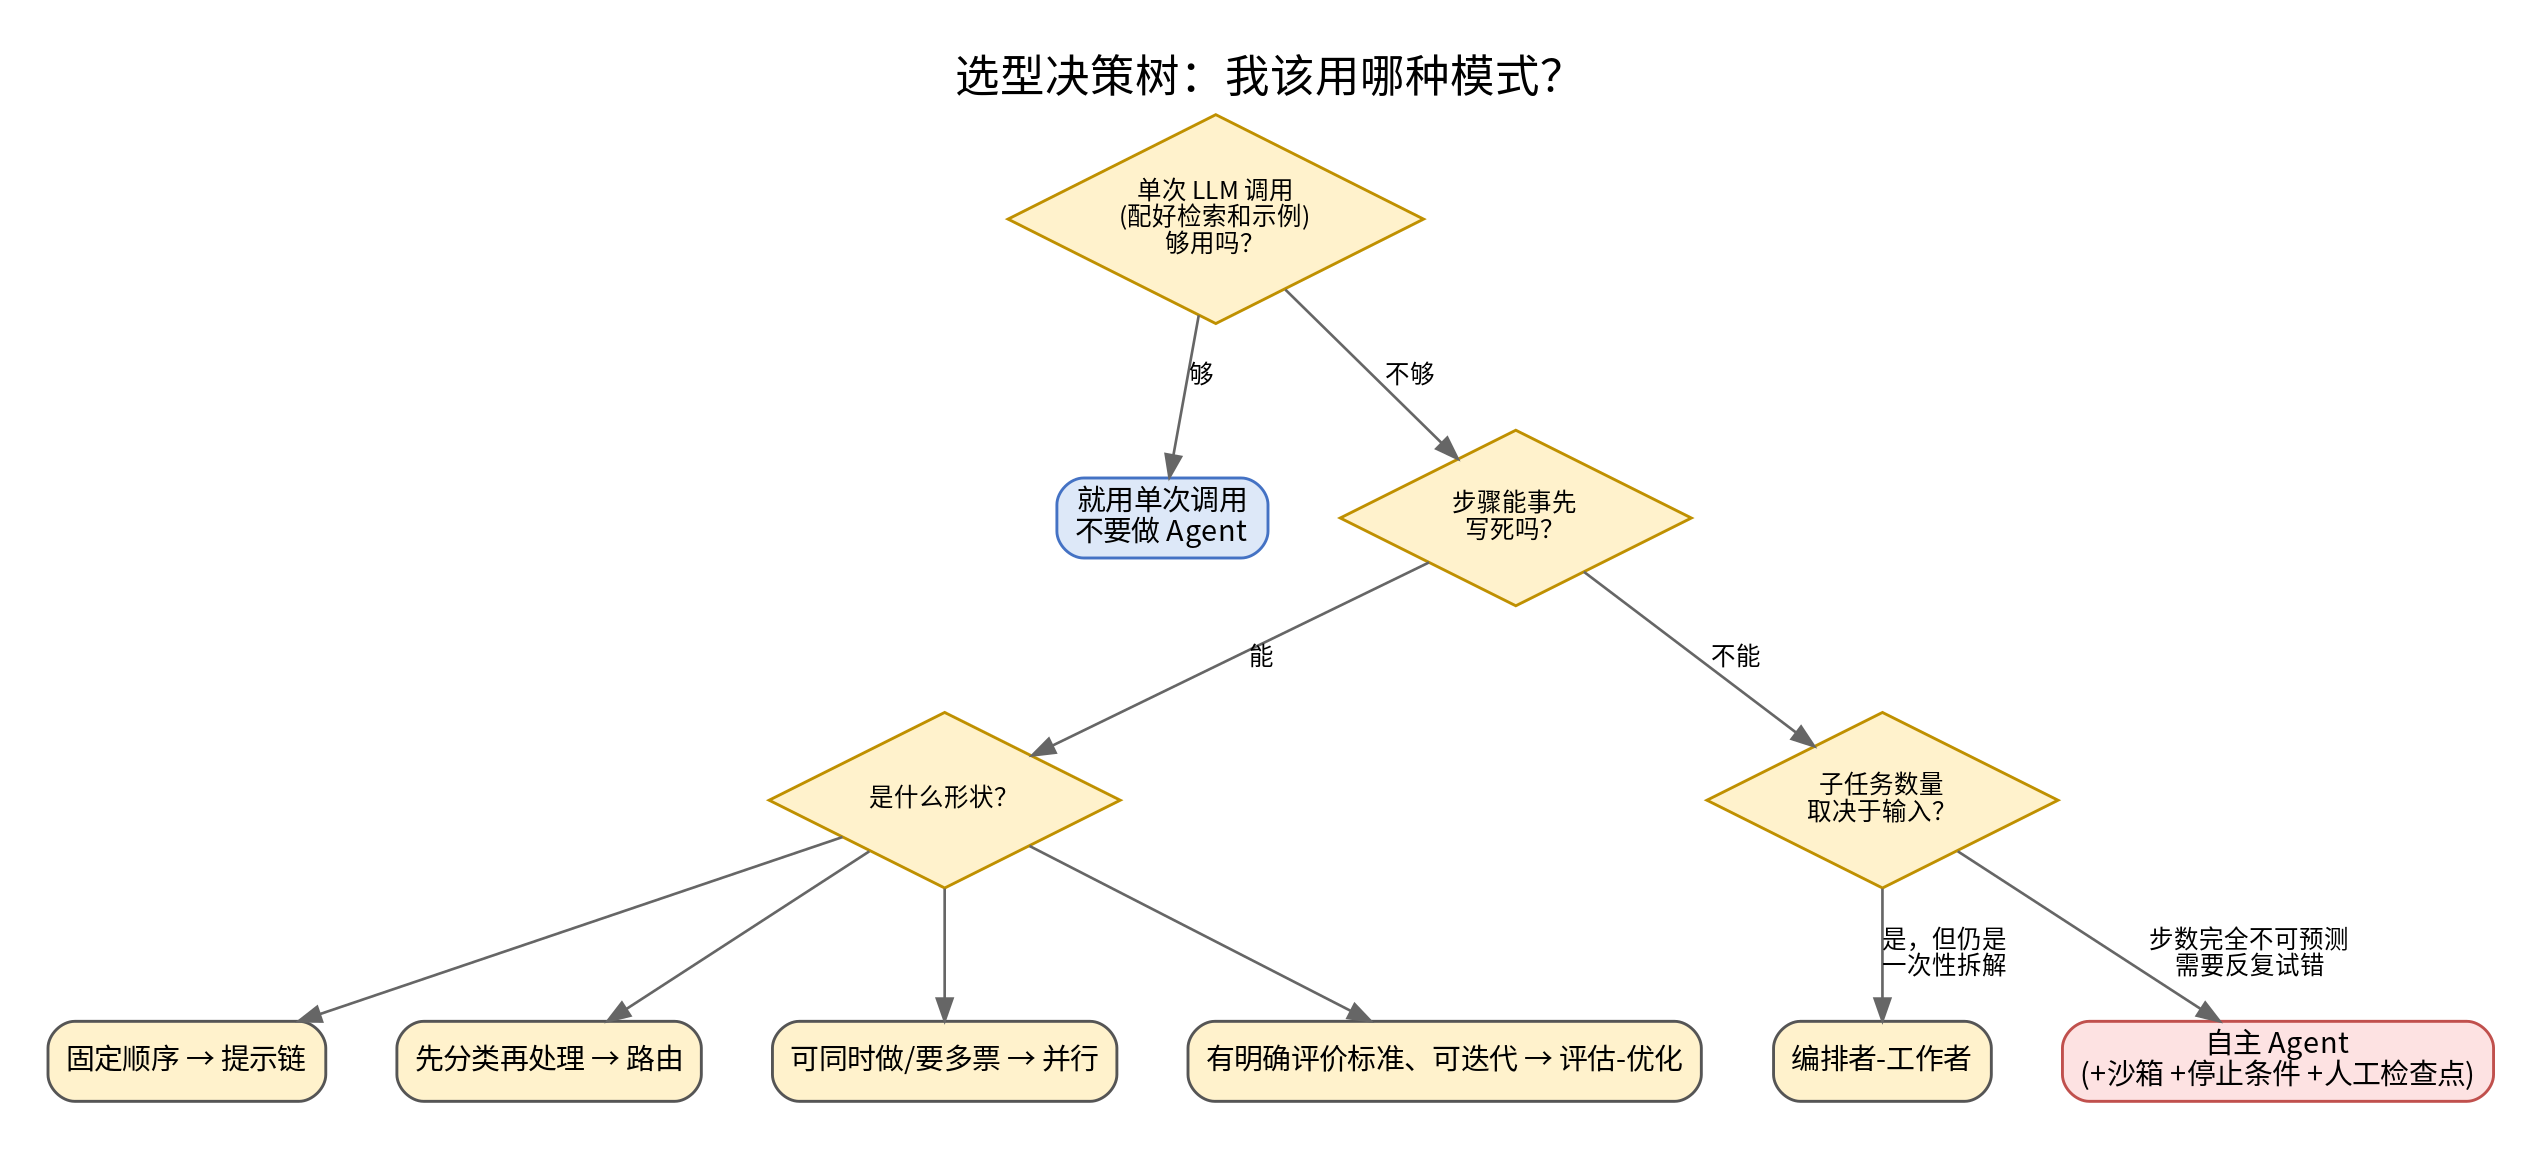 选型决策树：我该用哪种模式？
单次 LLM 调用
(配好检索和示例)
够用吗？
够
不够
就用单次调用
不要做 Agent
步骤能事先
写死吗？
能
不能
是什么形状？
子任务数量
取决于输入？
是，但仍是
一次性拆解
步数完全不可预测
需要反复试错
固定顺序 → 提示链
先分类再处理 → 路由
可同时做/要多票 → 并行
有明确评价标准、可迭代 → 评估-优化
编排者-工作者
自主 Agent
(+沙箱 +停止条件 +人工检查点)